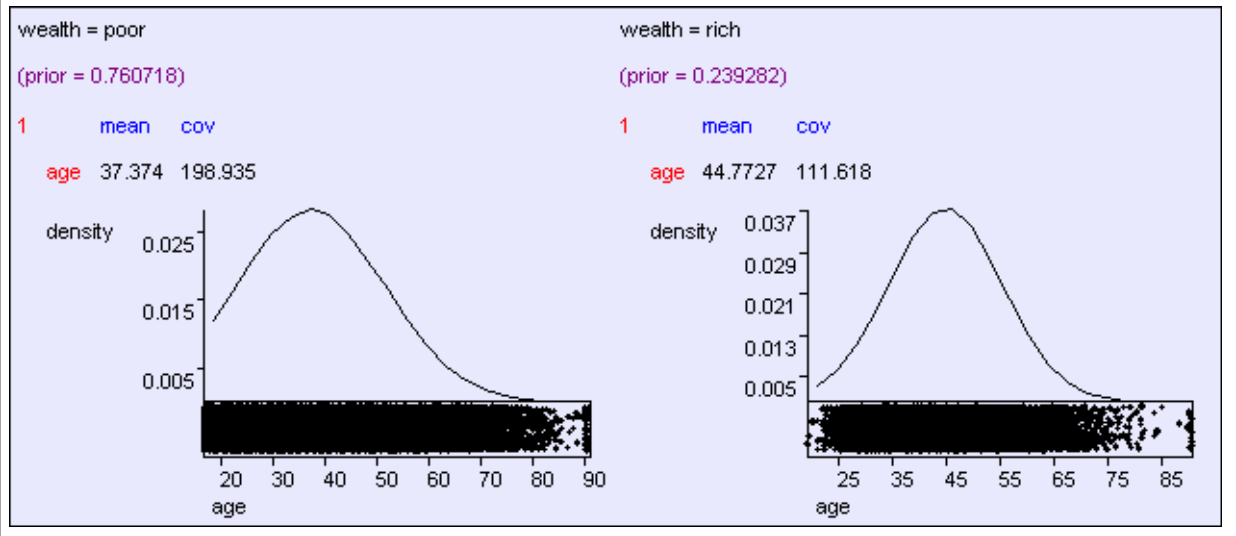 wealth = poor
(prior = 0.760718)
1 mean cov
age 37.374 198.935
density
0.025
0.015
0.005
20 30 40 50 60 70 80 90
age
wealth = rich
(prior = 0.239282)
1 mean cov
age 44.7727 111.618
density
0.037
0.029
0.021
0.013
0.005
25 35 45 55 65 75 85
age